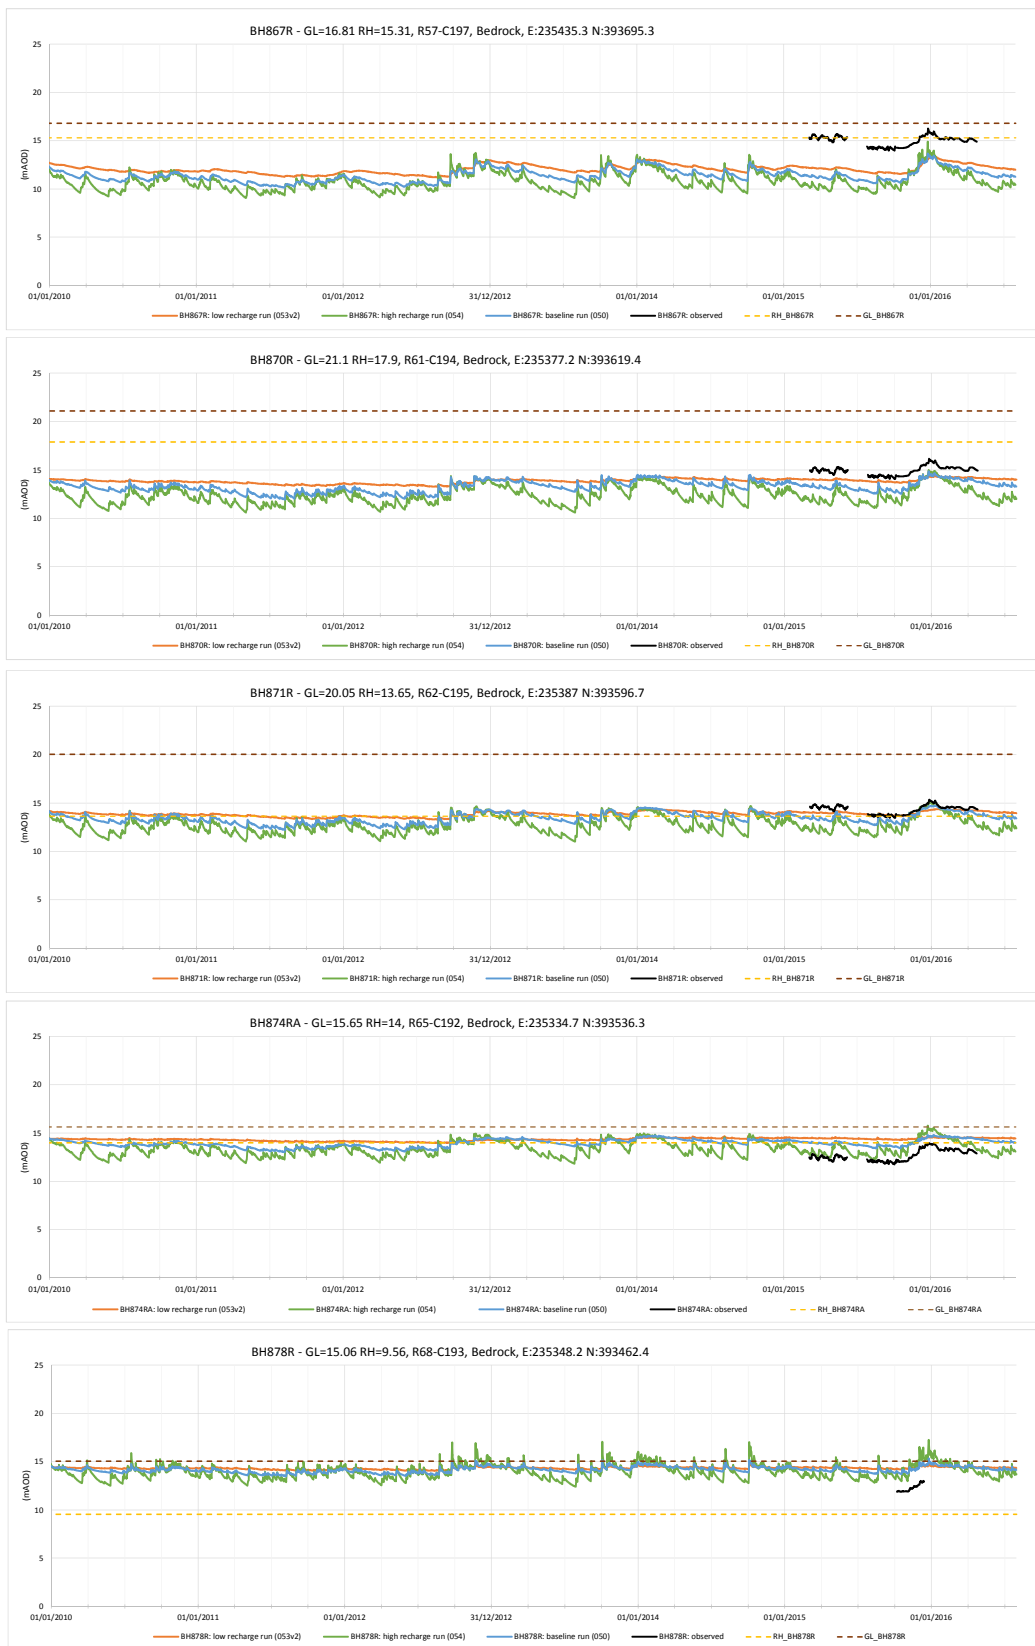 BH867R - GL=16.81 RH=15.31, R57-C197, Bedrock, E:235435.3 N:393695.3
25
20
15
10
5
0
(mAOD)
01/01/2010 01/01/2011 01/01/2012 31/12/2012 01/01/2014 01/01/2015 01/01/2016
BH867R: low recharge run (053v2) BH867R: high recharge run (054) BH867R: baseline run (050) BH867R: observed RH_BH867R GL_BH867R
BH870R - GL=21.1 RH=17.9, R61-C194, Bedrock, E:235377.2 N:393619.4
25
20
15
10
5
0
(mAOD)
01/01/2010 01/01/2011 01/01/2012 31/12/2012 01/01/2014 01/01/2015 01/01/2016
BH870R: low recharge run (053v2) BH870R: high recharge run (054) BH870R: baseline run (050) BH870R: observed RH_BH870R GL_BH870R
BH871R - GL=20.05 RH=13.65, R62-C195, Bedrock, E:235387 N:393596.7
25
20
15
10
5
0
(mAOD)
01/01/2010 01/01/2011 01/01/2012 31/12/2012 01/01/2014 01/01/2015 01/01/2016
BH871R: low recharge run (053v2) BH871R: high recharge run (054) BH871R: baseline run (050) BH871R: observed RH_BH871R GL_BH871R
BH874RA - GL=15.65 RH=14, R65-C192, Bedrock, E:235334.7 N:393536.3
25
20
15
10
5
0
(mAOD)
01/01/2010 01/01/2011 01/01/2012 31/12/2012 01/01/2014 01/01/2015 01/01/2016
BH874RA: low recharge run (053v2) BH874RA: high recharge run (054) BH874RA: baseline run (050) BH874RA: observed RH_BH874RA GL_BH874RA
BH878R - GL=15.06 RH=9.56, R68-C193, Bedrock, E:235348.2 N:393462.4
25
20
15
10
5
0
(mAOD)
01/01/2010 01/01/2011 01/01/2012 31/12/2012 01/01/2014 01/01/2015 01/01/2016
BH878R: low recharge run (053v2) BH878R: high recharge run (054) BH878R: baseline run (050) BH878R: observed RH_BH878R GL_BH878R